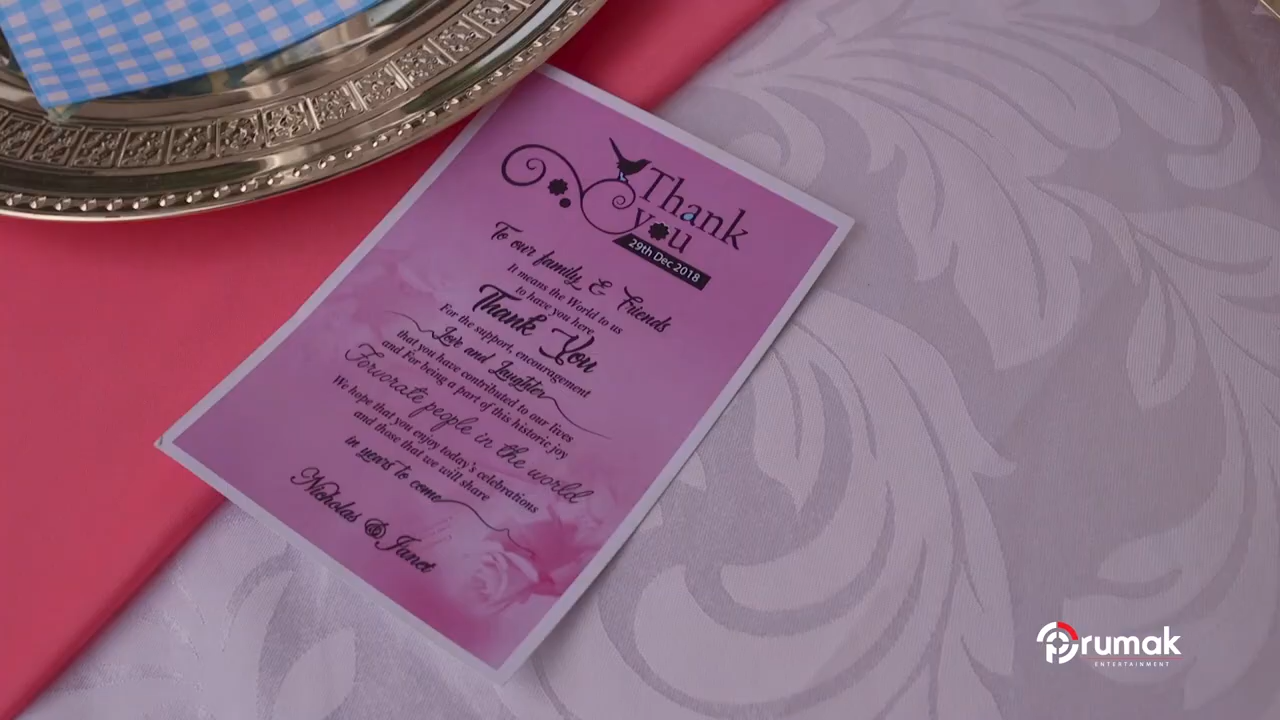 Thank
you
29th Dec 2018
To our family & Friends
It means the World to us
to have you here
Thank You
For the support, encouragement
Love and Laughter
that you have contributed to our lives
and For being a part of this historic joy
Forvorate people in the world
We hope that you enjoy today's celebrations
and those that we will share
in years to come
Nicholas & Janet
prumak
ENTERTAINMENT